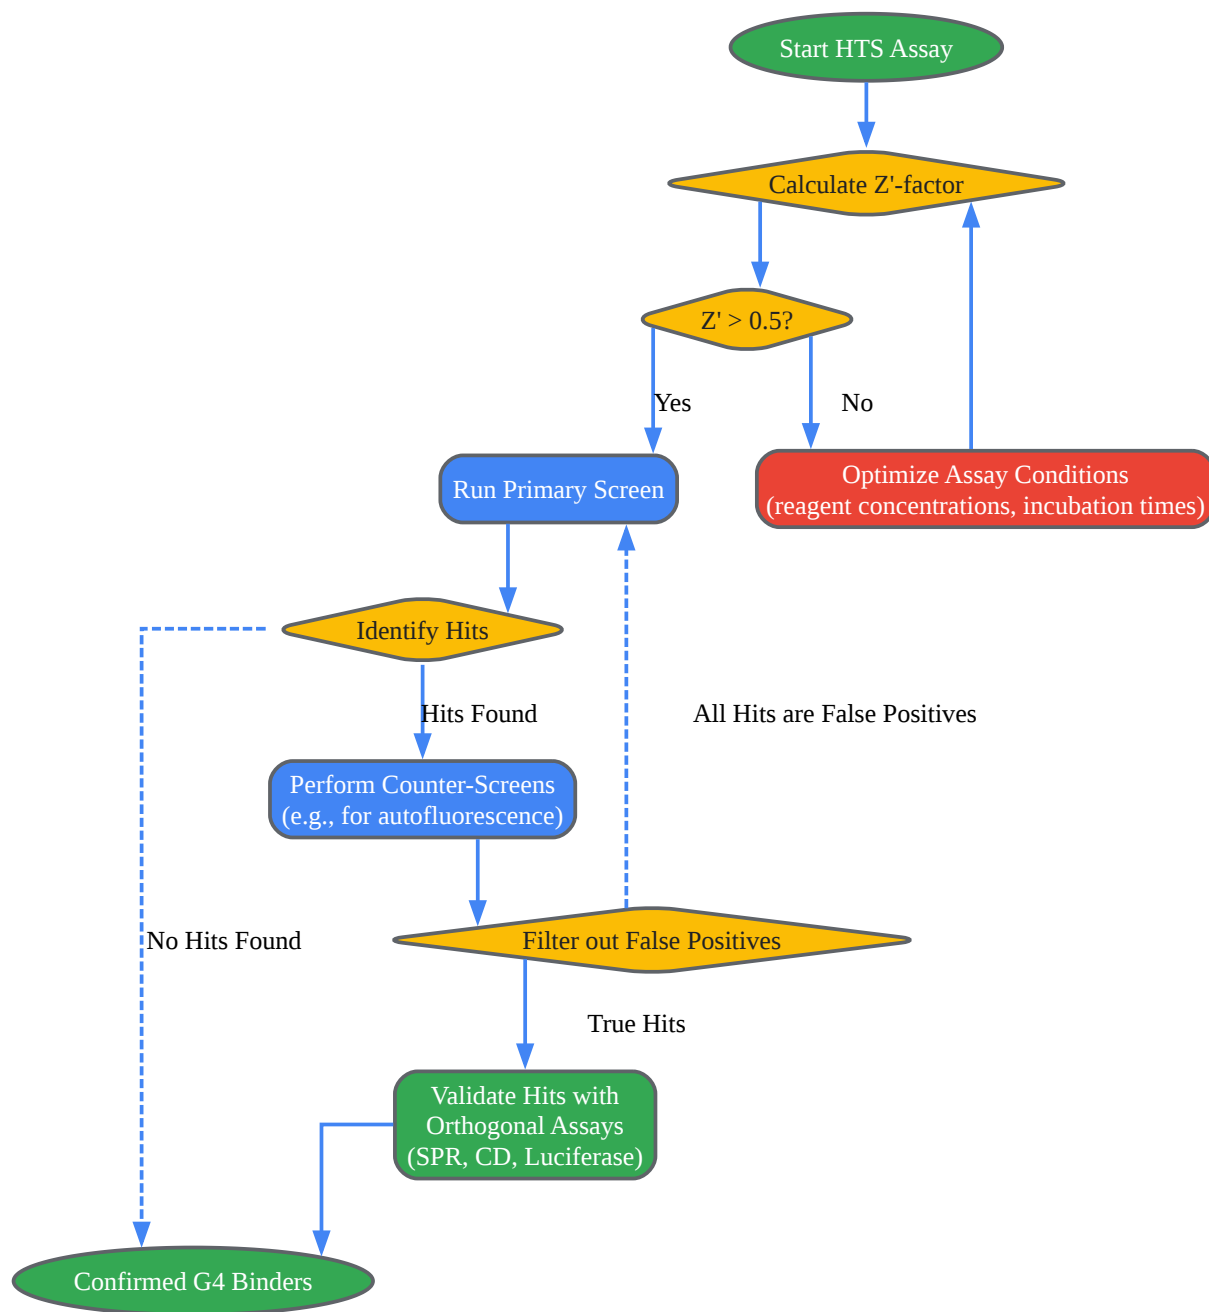 Start HTS Assay
Calculate Z'-factor
Z' > 0.5?
Yes
No
Run Primary Screen
Optimize Assay Conditions
(reagent concentrations, incubation times)
Identify Hits
Hits Found
All Hits are False Positives
Perform Counter-Screens
(e.g., for autofluorescence)
No Hits Found
Filter out False Positives
True Hits
Validate Hits with
Orthogonal Assays
(SPR, CD, Luciferase)
Confirmed G4 Binders